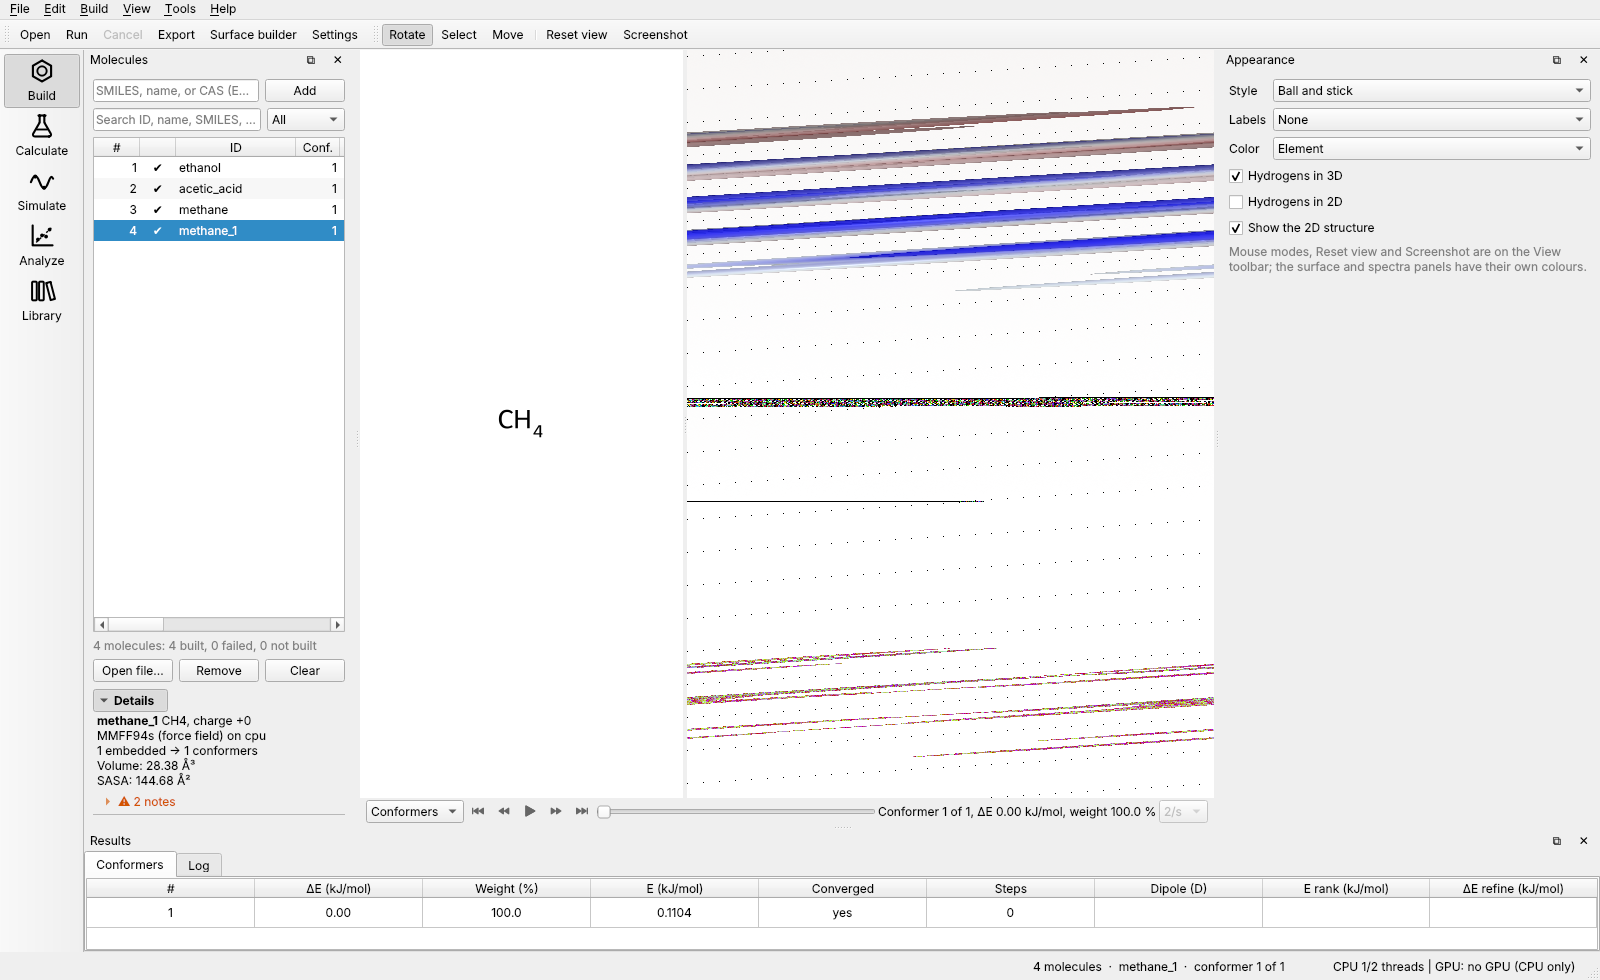 File Edit Build View Tools Help
Open Run Cancel Export Surface builder Settings Rotate Select Move Reset view Screenshot
Build
Calculate
Simulate
Analyze
Library
Molecules
SMILES, name, or CAS (E... Add
Search ID, name, SMILES, ... All
# ID Conf.
1 ✔ ethanol 1
2 ✔ acetic_acid 1
3 ✔ methane 1
4 ✔ methane_1 1
4 molecules: 4 built, 0 failed, 0 not built
Open file... Remove Clear
Details
methane_1 CH4, charge +0
MMFF94s (force field) on cpu
1 embedded → 1 conformers
Volume: 28.38 Å³
SASA: 144.68 Å²
2 notes
CH4
Conformers Conformer 1 of 1, ΔE 0.00 kJ/mol, weight 100.0 % 2/s
Appearance
Style Ball and stick
Labels None
Color Element
Hydrogens in 3D
Hydrogens in 2D
Show the 2D structure
Mouse modes, Reset view and Screenshot are on the View
toolbar; the surface and spectra panels have their own colours.
Results
Conformers Log
# ΔE (kJ/mol) Weight (%) E (kJ/mol) Converged Steps Dipole (D) E rank (kJ/mol) ΔE refine (kJ/mol)
1 0.00 100.0 0.1104 yes 0
4 molecules · methane_1 · conformer 1 of 1 CPU 1/2 threads | GPU: no GPU (CPU only)